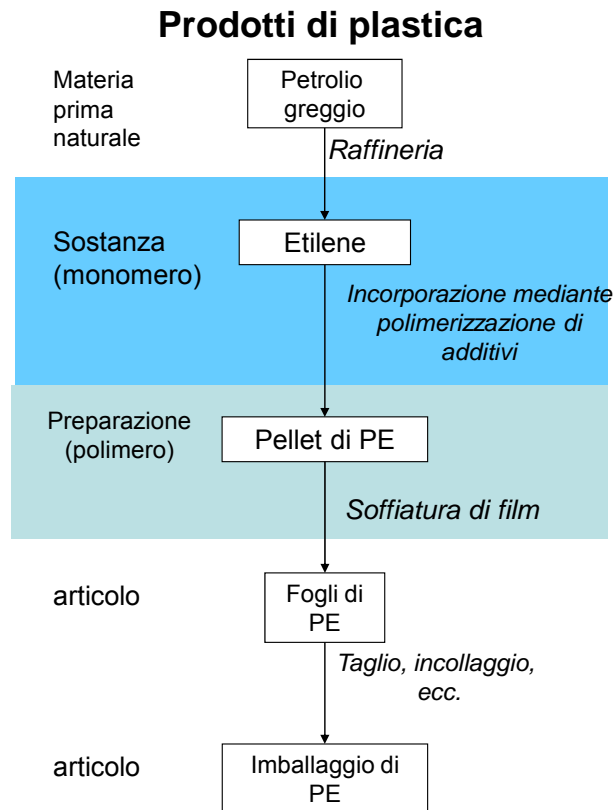 Prodotti di plastica
Materia
prima
naturale
Petrolio
greggio
Raffineria
Sostanza
(monomero)
Etilene
Incorporazione mediante
polimerizzazione di
additivi
Preparazione
(polimero)
Pellet di PE
Soffiatura di film
articolo
Fogli di
PE
Taglio, incollaggio,
ecc.
articolo
Imballaggio di
PE